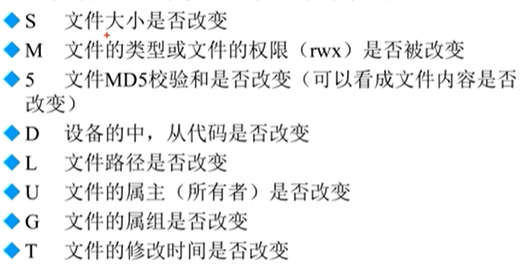 S 文件大小是否改变
M 文件的类型或文件的权限（rwx）是否被改变
5 文件MD5校验和是否改变（可以看成文件内容是否
改变）
D 设备的中，从代码是否改变
L 文件路径是否改变
U 文件的属主（所有者）是否改变
G 文件的属组是否改变
T 文件的修改时间是否改变